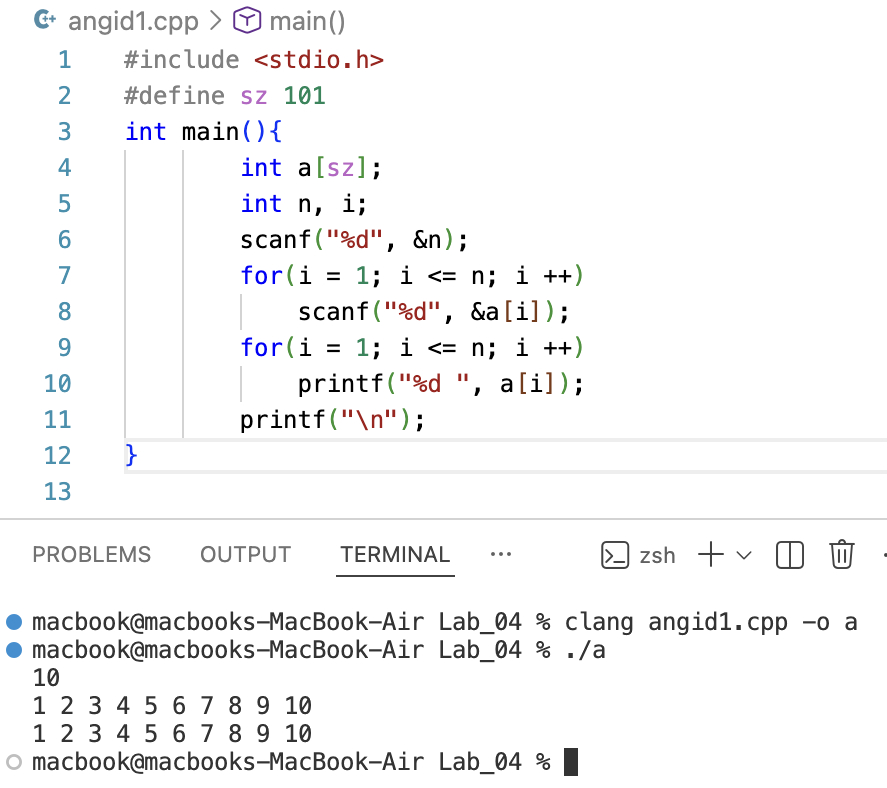 angid1.cpp > main()
1 #include <stdio.h>
2 #define sz 101
3 int main(){
4 int a[sz];
5 int n, i;
6 scanf("%d", &n);
7 for(i = 1; i <= n; i ++)
8 scanf("%d", &a[i]);
9 for(i = 1; i <= n; i ++)
10 printf("%d ", a[i]);
11 printf("\n");
12 }
13
PROBLEMS OUTPUT TERMINAL ... zsh
macbook@macbooks-MacBook-Air Lab_04 % clang angid1.cpp -o a
macbook@macbooks-MacBook-Air Lab_04 % ./a
10
1 2 3 4 5 6 7 8 9 10
1 2 3 4 5 6 7 8 9 10
macbook@macbooks-MacBook-Air Lab_04 %